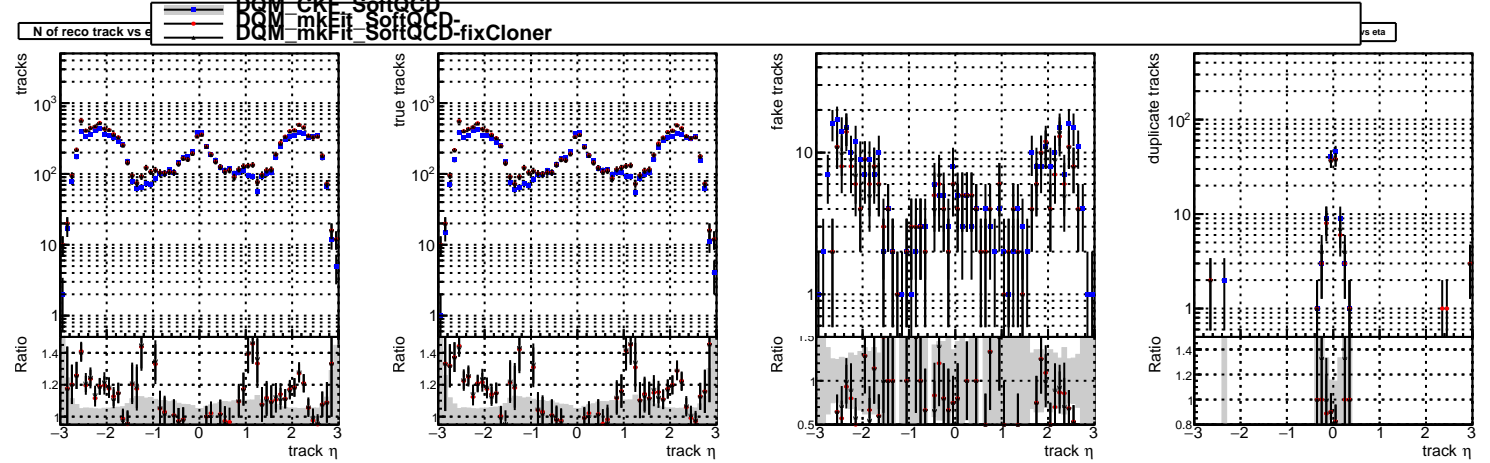 DQM_CKF_SoftQCD
DQM_mkFit_SoftQCD-
DQM_mkFit_SoftQCD-fixCloner
N of reco track vs e
vs eta
tracks
10³
10²
10
1
Ratio
1.4
1.2
1
−3 −2 −1 0 1 2 3
track η
true tracks
10³
10²
10
1
Ratio
1.4
1.2
1
−3 −2 −1 0 1 2 3
track η
fake tracks
10
1
Ratio
1.5
1
0.5
−3 −2 −1 0 1 2 3
track η
duplicate tracks
10²
10
1
Ratio
1.4
1.2
1
0.8
−3 −2 −1 0 1 2 3
track η